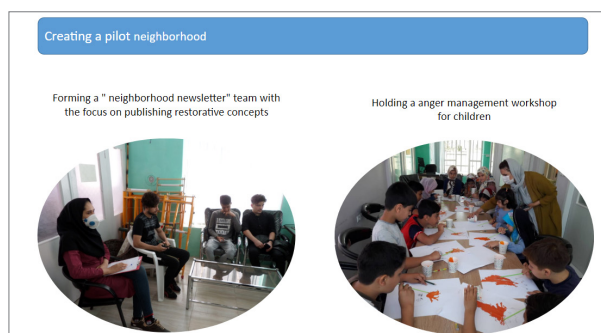 Creating a pilot neighborhood
Forming a " neighborhood newsletter" team with
the focus on publishing restorative concepts
Holding a anger management workshop
for children